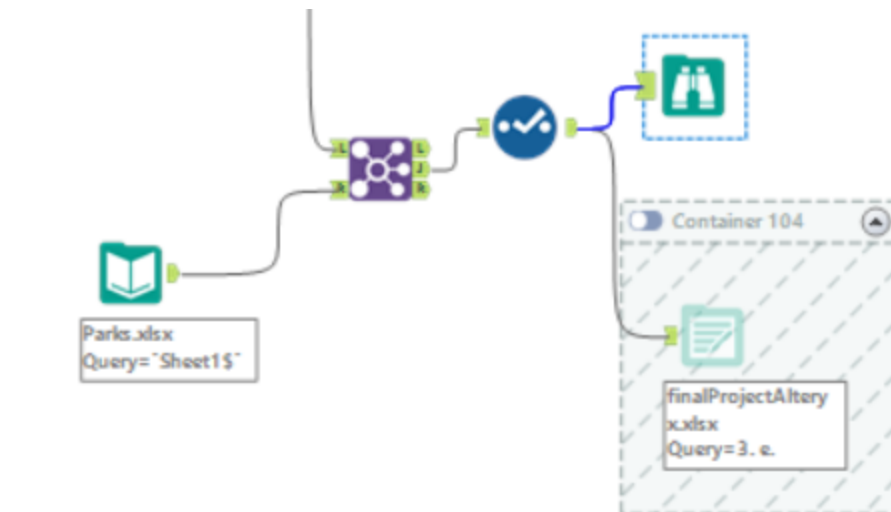 L
L
J
R
R
Container 104
Parks.xlsx
Query=`Sheet1$`
finalProjectAltery
x.xlsx
Query=3. e.